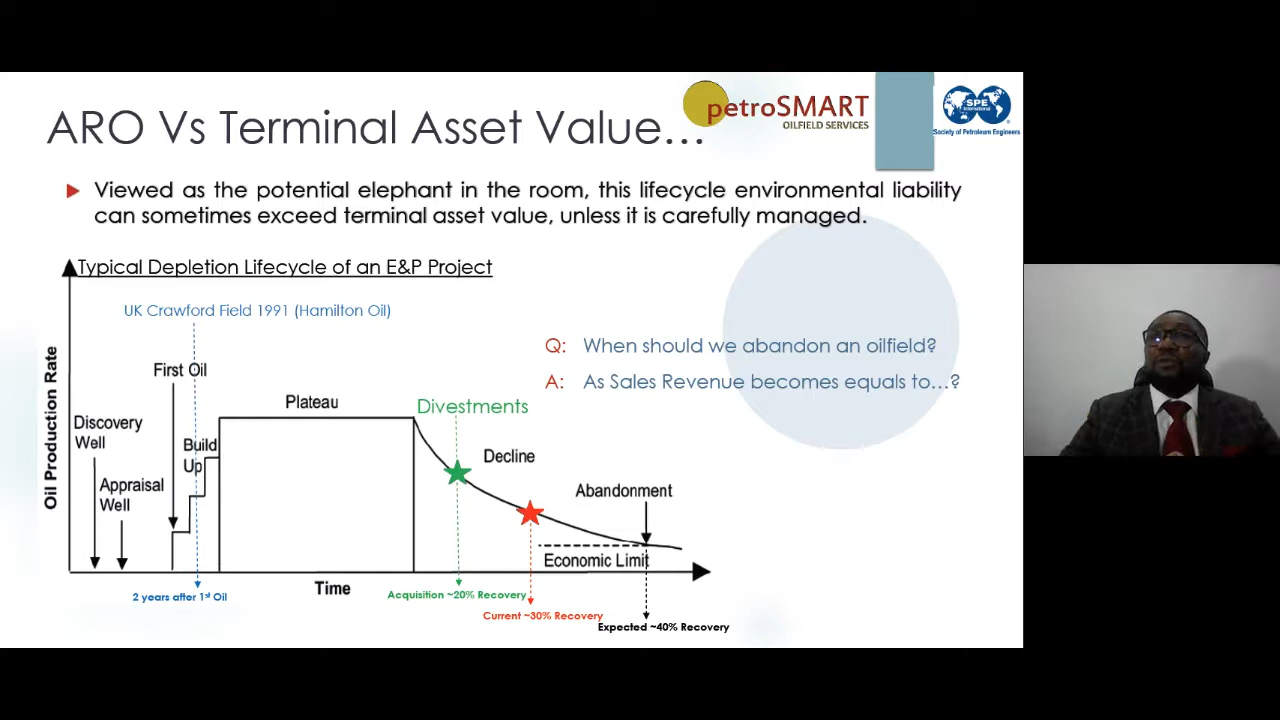 ARO Vs Terminal Asset Value...
petroSMART
OILFIELD SERVICES
SPE
International
Society of Petroleum Engineers
Viewed as the potential elephant in the room, this lifecycle environmental liability
can sometimes exceed terminal asset value, unless it is carefully managed.
Typical Depletion Lifecycle of an E&P Project
UK Crawford Field 1991 (Hamilton Oil)
Q: When should we abandon an oilfield?
A: As Sales Revenue becomes equals to...?
Oil Production Rate
First Oil
Discovery
Well
Appraisal
Well
Build
Up
Plateau
Divestments
Decline
Abandonment
Economic Limit
Time
2 years after 1st Oil
Acquisition ~20% Recovery
Current ~30% Recovery
Expected ~40% Recovery